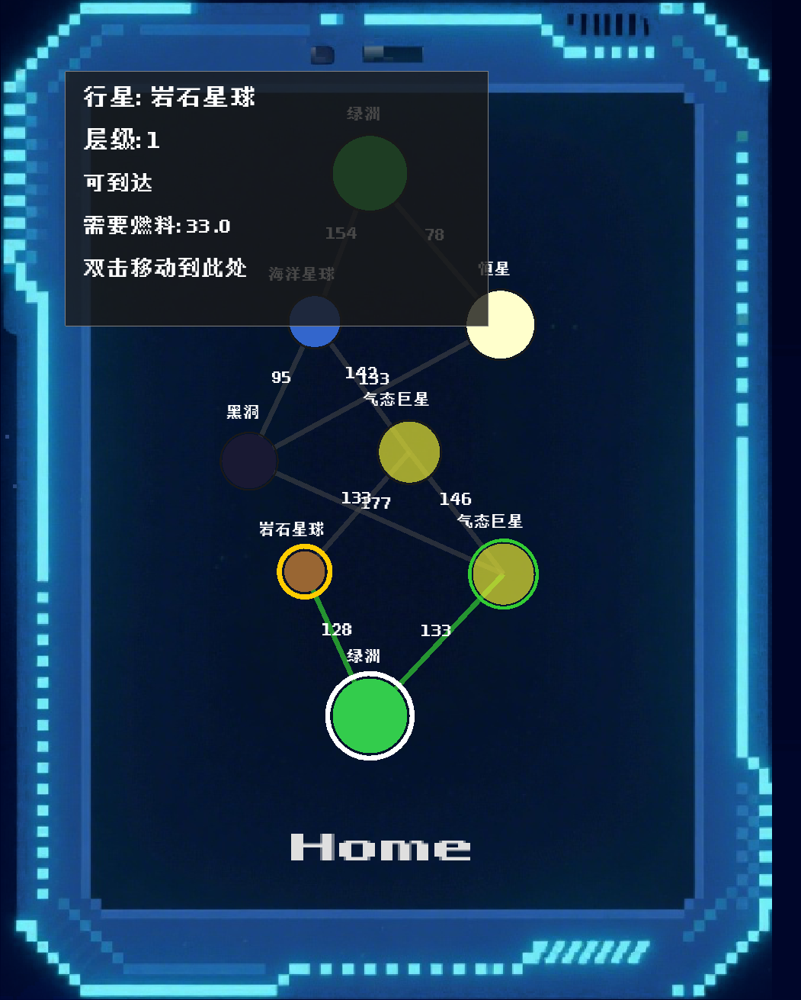 行星: 岩石星球
层级: 1
可到达
需要燃料: 33.0
双击移动到此处
绿洲
154
78
海洋星球
恒星
95
133
气态巨星
黑洞
133
177
146
岩石星球
气态巨星
128
133
绿洲
Home